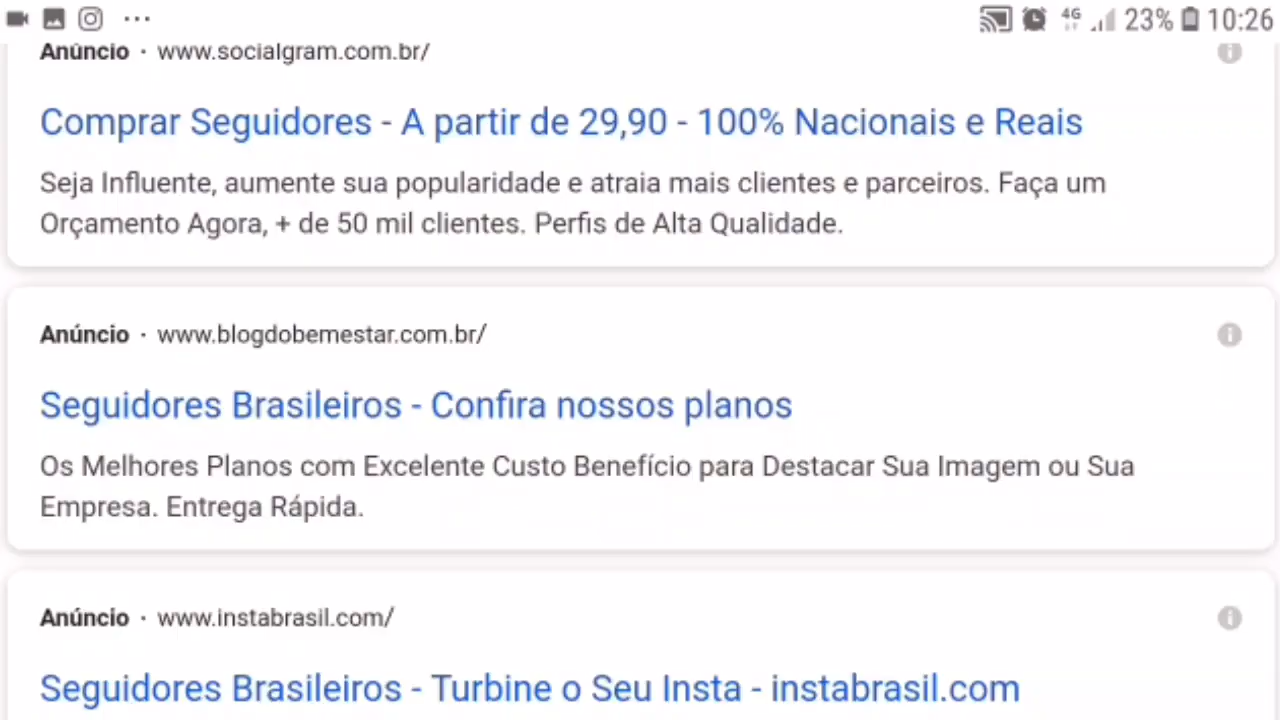 4G 23% 10:26
Anúncio · www.socialgram.com.br/
Comprar Seguidores - A partir de 29,90 - 100% Nacionais e Reais
Seja Influente, aumente sua popularidade e atraia mais clientes e parceiros. Faça um
Orçamento Agora, + de 50 mil clientes. Perfis de Alta Qualidade.
Anúncio · www.blogdobemestar.com.br/
Seguidores Brasileiros - Confira nossos planos
Os Melhores Planos com Excelente Custo Benefício para Destacar Sua Imagem ou Sua
Empresa. Entrega Rápida.
Anúncio · www.instabrasil.com/
Seguidores Brasileiros - Turbine o Seu Insta - instabrasil.com